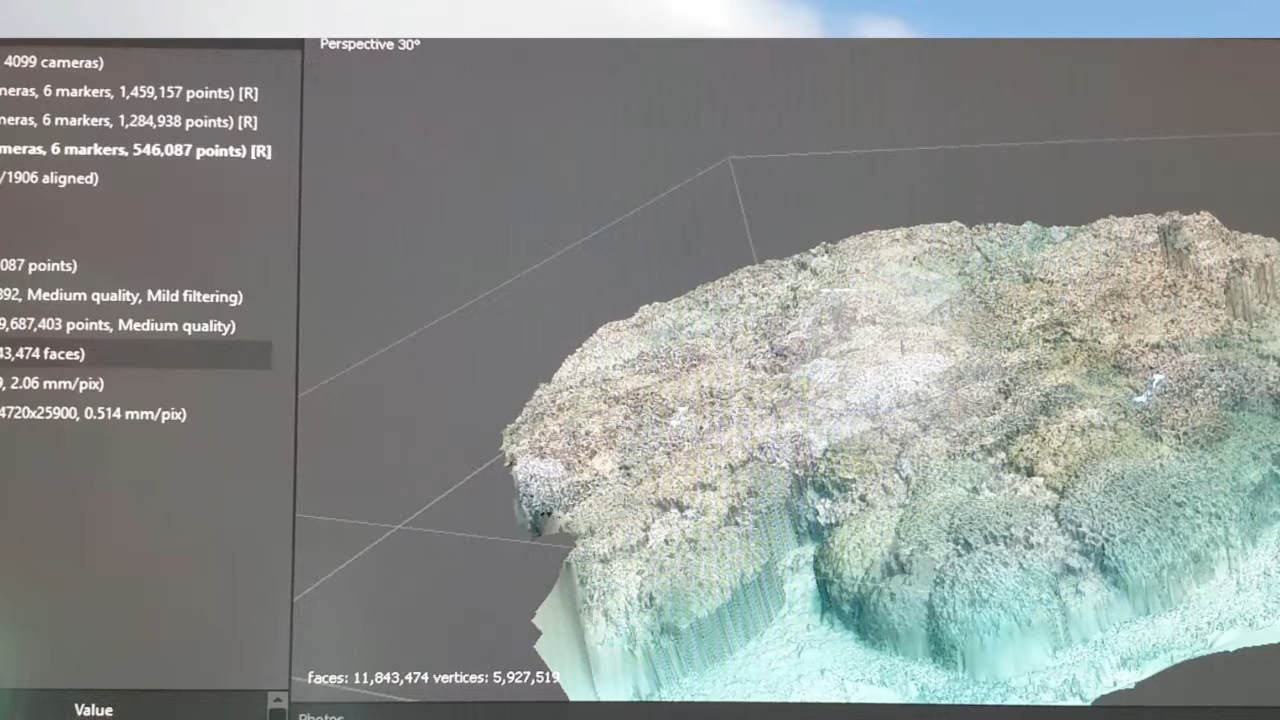 Perspective 30°
4099 cameras)
neras, 6 markers, 1,459,157 points) [R]
neras, 6 markers, 1,284,938 points) [R]
meras, 6 markers, 546,087 points) [R]
/1906 aligned)
087 points)
392, Medium quality, Mild filtering)
9,687,403 points, Medium quality)
43,474 faces)
, 2.06 mm/pix)
4720x25900, 0.514 mm/pix)
faces: 11,843,474 vertices: 5,927,519
Value
Photos